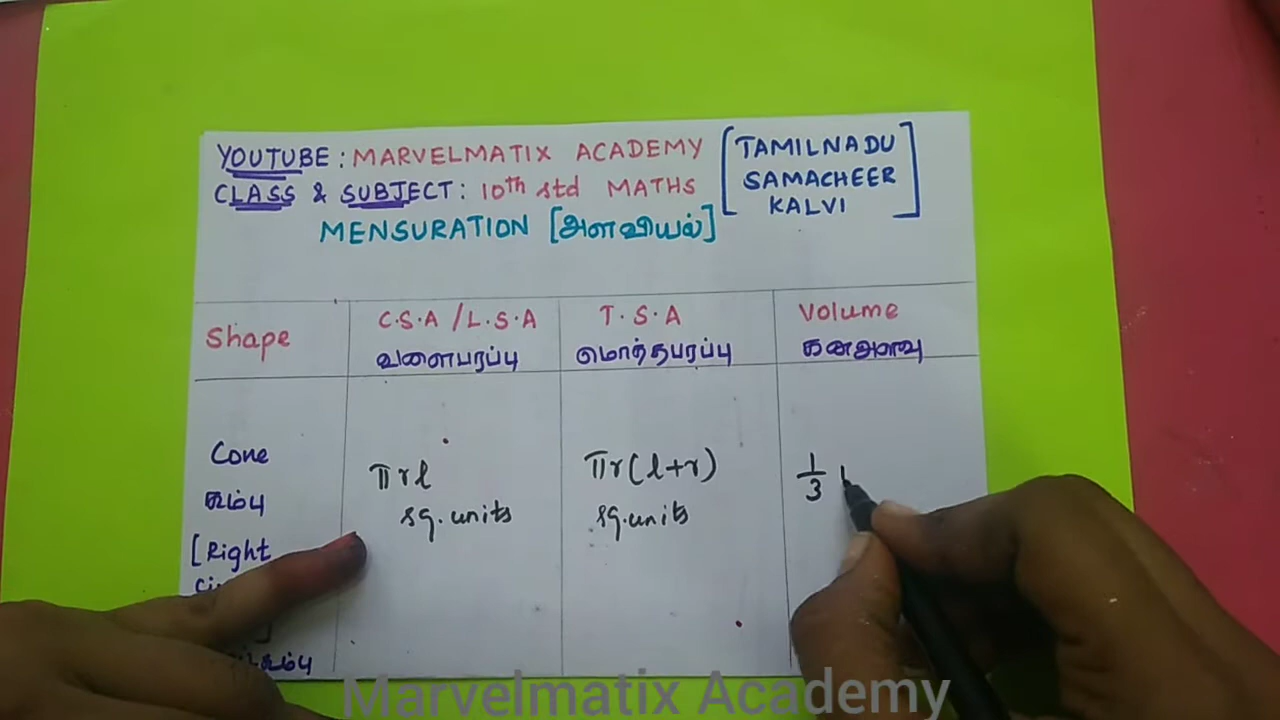 YOUTUBE : MARVELMATIX ACADEMY [TAMILNADU
SAMACHEER
KALVI]
CLASS & SUBJECT : 10th std MATHS
MENSURATION [அளவியல்]
Shape
C.S.A / L.S.A
வளைபரப்பு
T.S.A
மொத்தபரப்பு
Volume
கனஅளவு
Cone
கூம்பு
[Right
πrl
sq.units
πr(l+r)
sq.units
1/3
Marvelmatix Academy